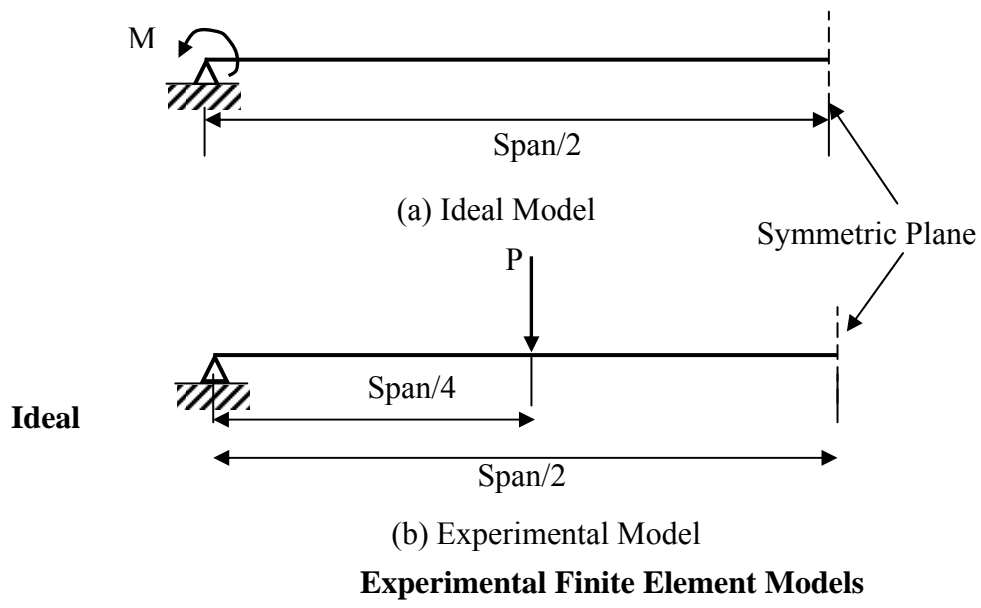 M
Span/2
(a) Ideal Model
Symmetric Plane
P
Span/4
Ideal
Span/2
(b) Experimental Model
Experimental Finite Element Models